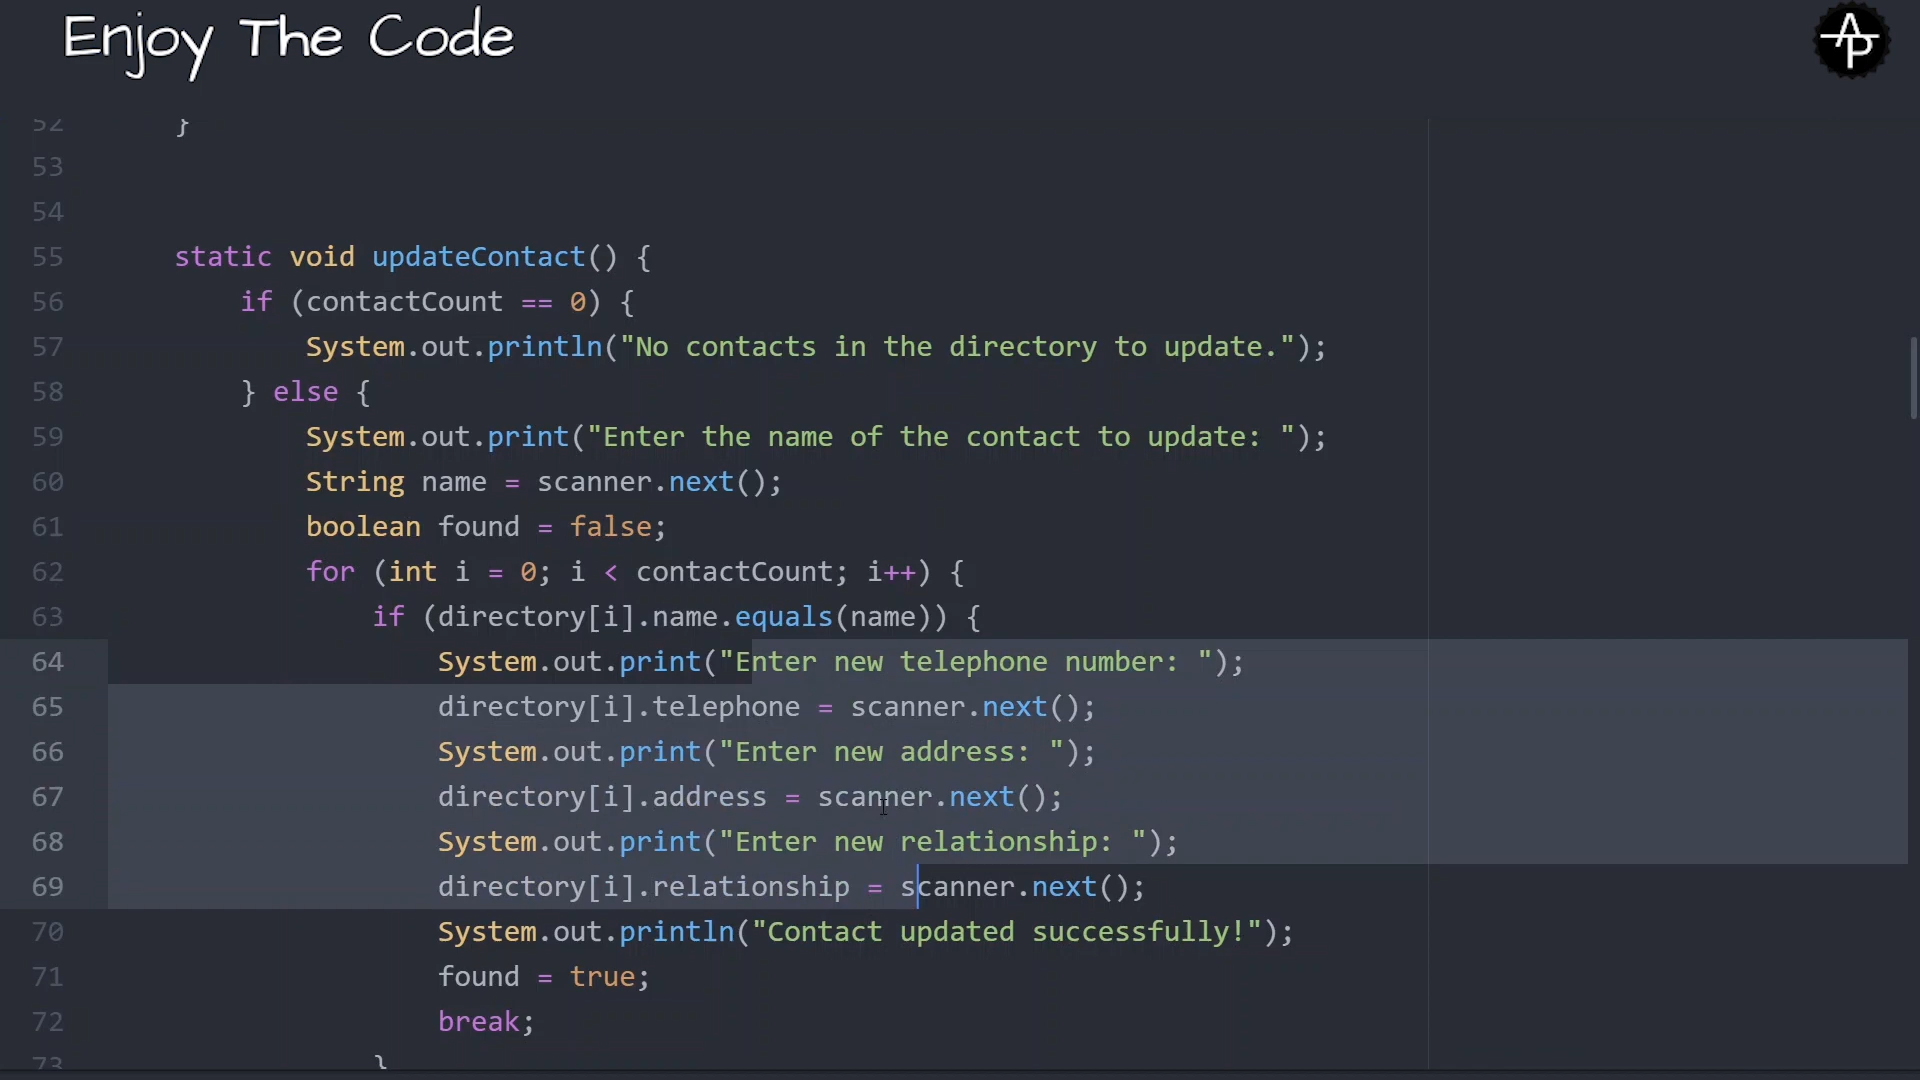 Enjoy The Code
AP
52 }
53
54
55 static void updateContact() {
56 if (contactCount == 0) {
57 System.out.println("No contacts in the directory to update.");
58 } else {
59 System.out.print("Enter the name of the contact to update: ");
60 String name = scanner.next();
61 boolean found = false;
62 for (int i = 0; i < contactCount; i++) {
63 if (directory[i].name.equals(name)) {
64 System.out.print("Enter new telephone number: ");
65 directory[i].telephone = scanner.next();
66 System.out.print("Enter new address: ");
67 directory[i].address = scanner.next();
68 System.out.print("Enter new relationship: ");
69 directory[i].relationship = scanner.next();
70 System.out.println("Contact updated successfully!");
71 found = true;
72 break;
73 }